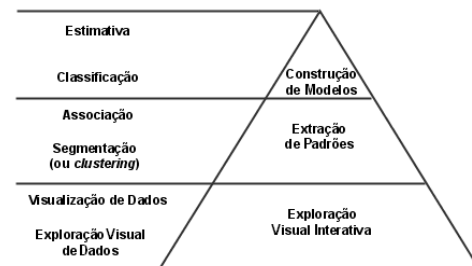 Estimativa
Classificação
Construção
de Modelos
Associação
Segmentação
(ou clustering)
Extração
de Padrões
Visualização de Dados
Exploração Visual
de Dados
Exploração
Visual Interativa